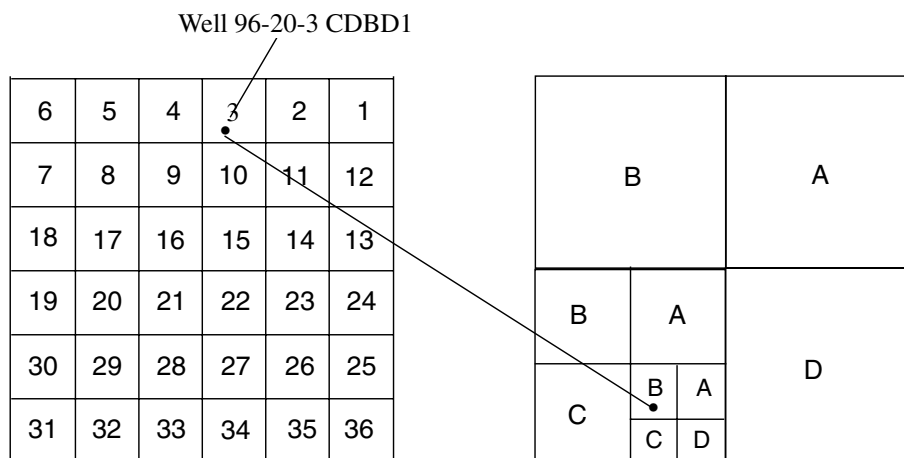 Well 96-20-3 CDBD1
6 5 4 3 2 1
7 8 9 10 11 12
18 17 16 15 14 13
19 20 21 22 23 24
30 29 28 27 26 25
31 32 33 34 35 36
B A
B A
D
C
B A
C D